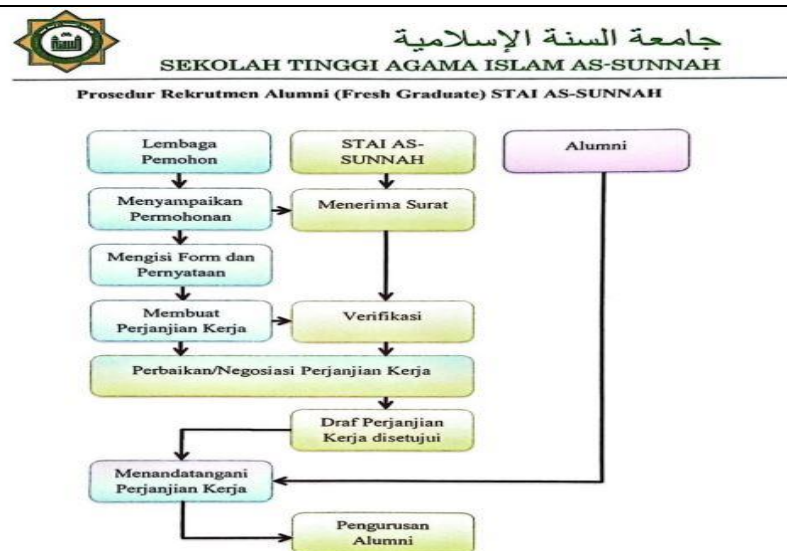 جامعة السنة الإسلامية
SEKOLAH TINGGI AGAMA ISLAM AS-SUNNAH
Prosedur Rekrutmen Alumni (Fresh Graduate) STAI AS-SUNNAH
Lembaga
Pemohon
STAI AS-
SUNNAH
Alumni
Menyampaikan
Permohonan
Menerima Surat
Mengisi Form dan
Pernyataan
Membuat
Perjanjian Kerja
Verifikasi
Perbaikan/Negosiasi Perjanjian Kerja
Draf Perjanjian
Kerja disetujui
Menandatangani
Perjanjian Kerja
Pengurusan
Alumni